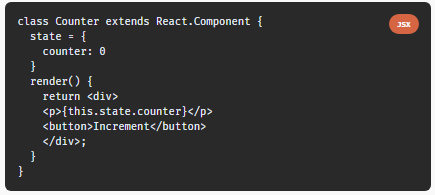 class Counter extends React.Component {
JSX
  state = {
    counter: 0
  }
  render() {
    return <div>
    <p>{this.state.counter}</p>
    <button>Increment</button>
    </div>;
  }
}